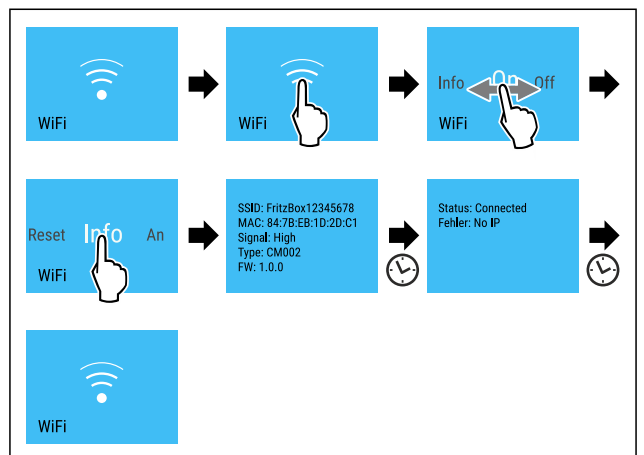 WiFi
WiFi
Info On Off
WiFi
Reset Info An
WiFi
SSID: FritzBox12345678
MAC: 84:7B:EB:1D:2D:C1
Signal: High
Type: CM002
FW: 1.0.0
Status: Connected
Fehler: No IP
WiFi